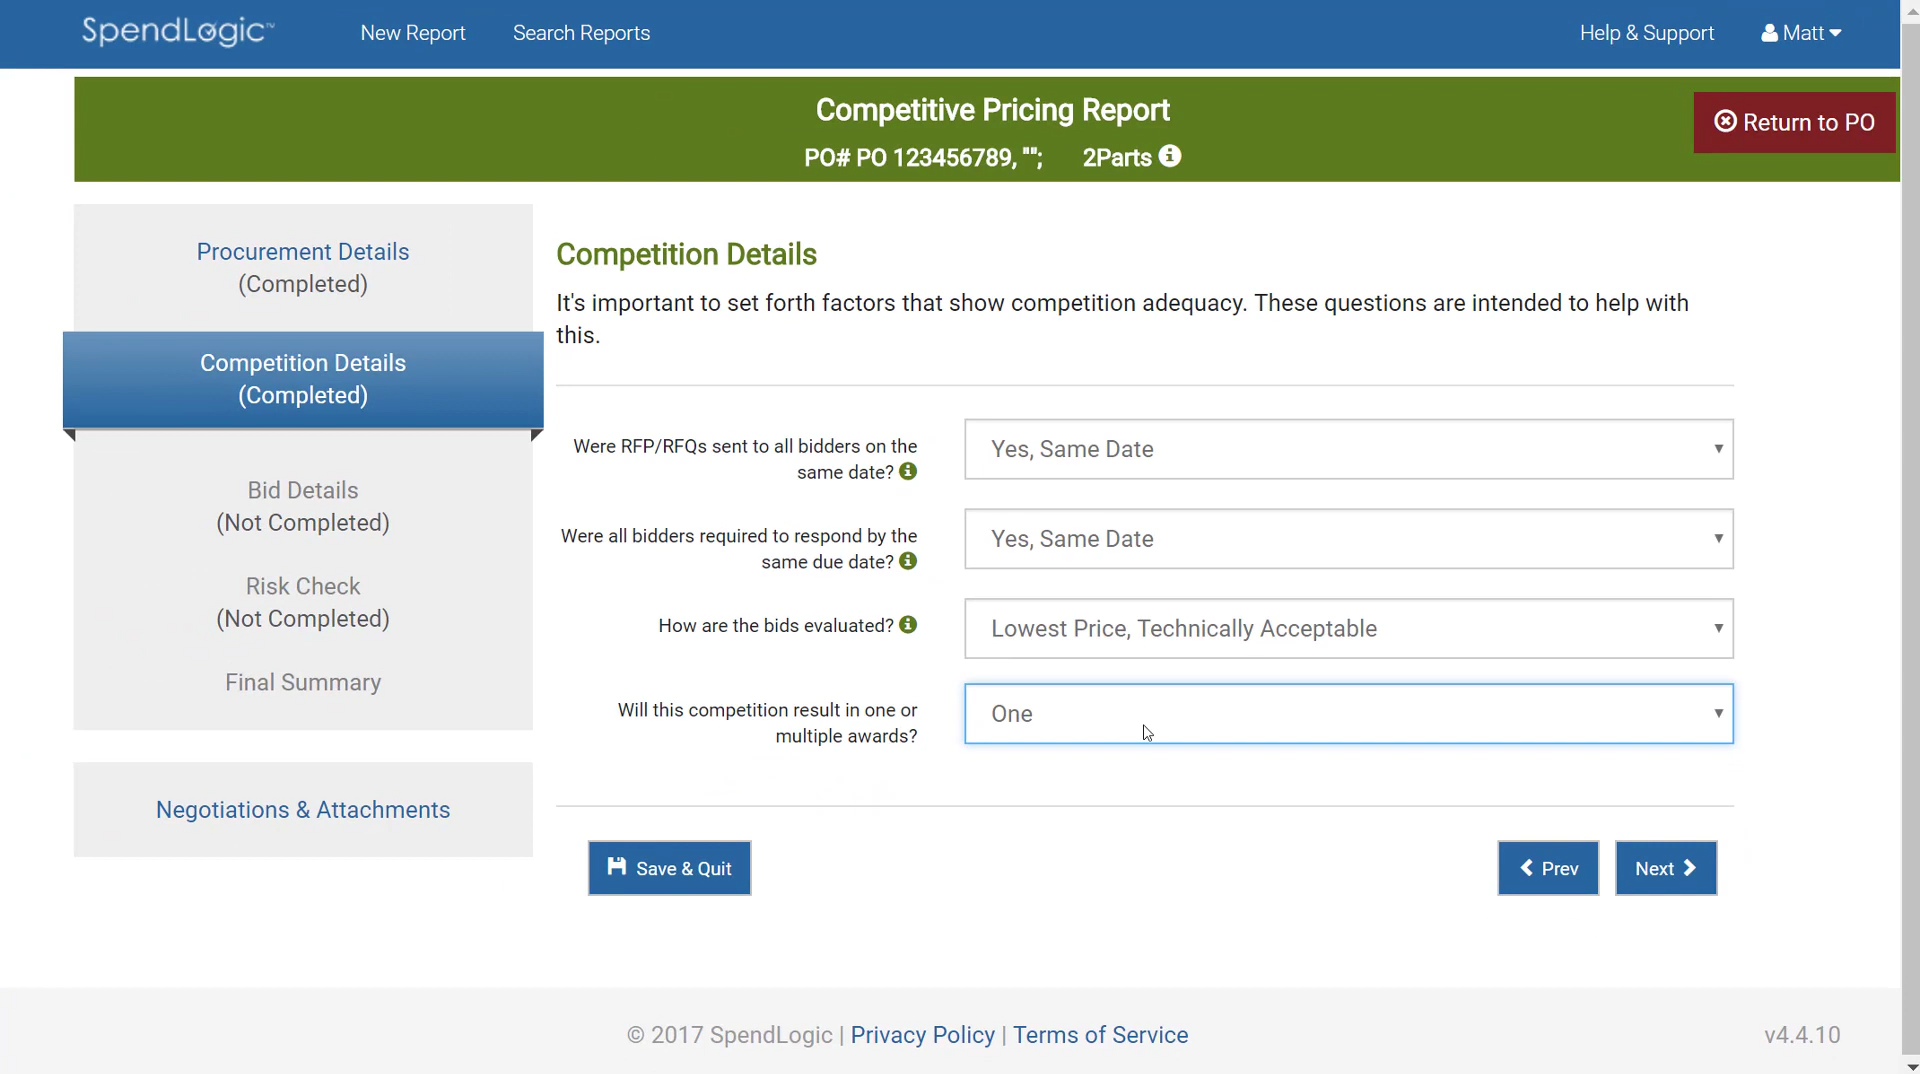 SpendLogic™ New Report Search Reports Help & Support Matt
Competitive Pricing Report
Return to PO
PO# PO 123456789, ""; 2Parts
Procurement Details
(Completed)
Competition Details
(Completed)
Bid Details
(Not Completed)
Risk Check
(Not Completed)
Final Summary
Negotiations & Attachments
Competition Details
It's important to set forth factors that show competition adequacy. These questions are intended to help with
this.
Were RFP/RFQs sent to all bidders on the
same date?
Yes, Same Date
Were all bidders required to respond by the
same due date?
Yes, Same Date
How are the bids evaluated?
Lowest Price, Technically Acceptable
Will this competition result in one or
multiple awards?
One
Save & Quit Prev Next
© 2017 SpendLogic | Privacy Policy | Terms of Service v4.4.10